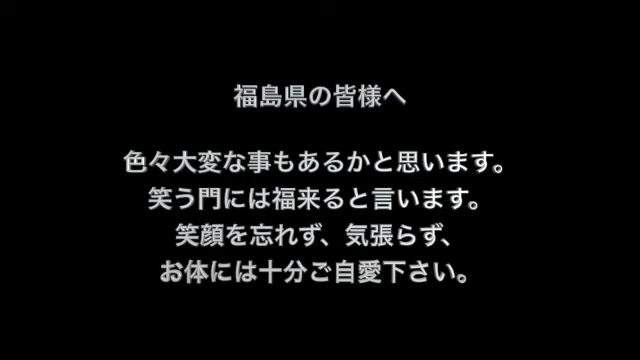 福島県の皆様へ
色々大変な事もあるかと思います。
笑う門には福来ると言います。
笑顔を忘れず、気張らず、
お体には十分ご自愛下さい。